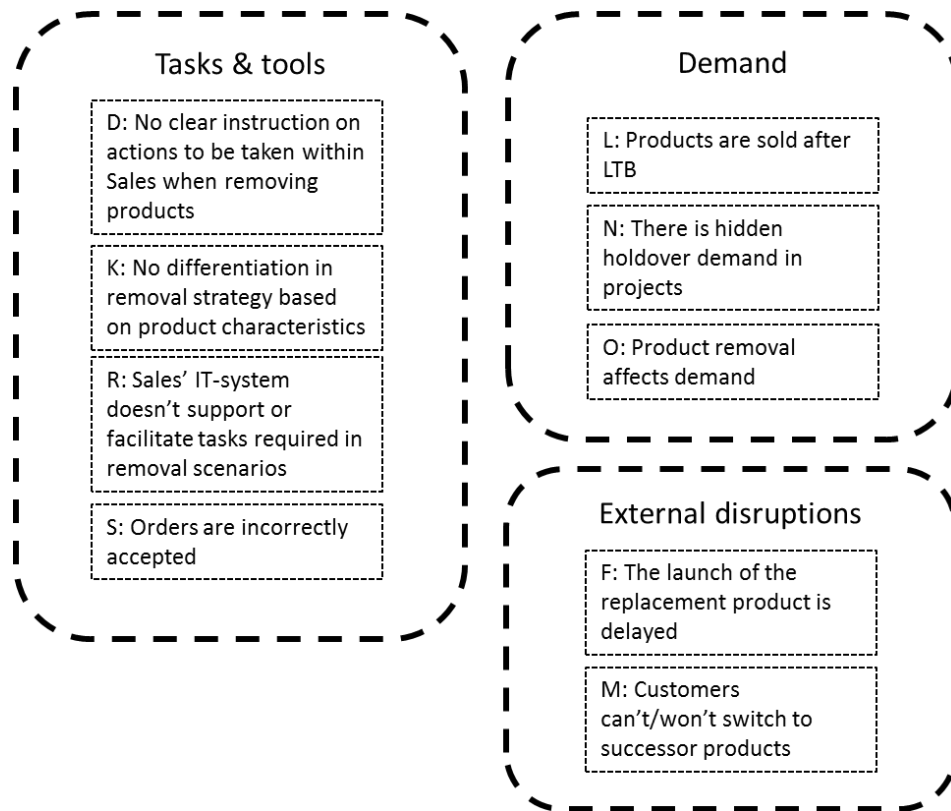 Tasks & tools
D: No clear instruction on
actions to be taken within
Sales when removing
products
K: No differentiation in
removal strategy based
on product characteristics
R: Sales’ IT-system
doesn’t support or
facilitate tasks required in
removal scenarios
S: Orders are incorrectly
accepted
Demand
L: Products are sold after
LTB
N: There is hidden
holdover demand in
projects
O: Product removal
affects demand
External disruptions
F: The launch of the
replacement product is
delayed
M: Customers
can’t/won’t switch to
successor products